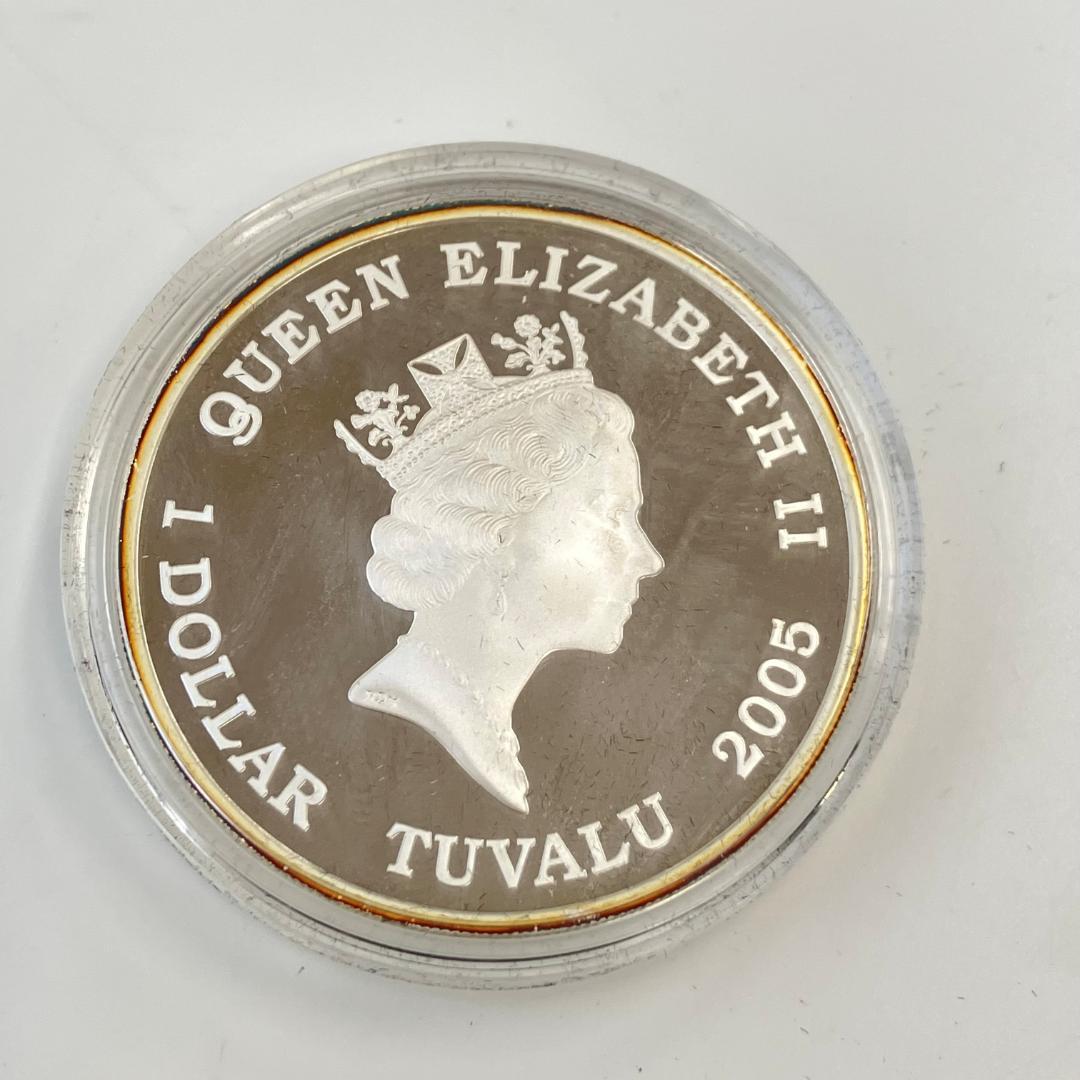 QUEEN ELIZABETH II
2005
TUVALU
1 DOLLAR